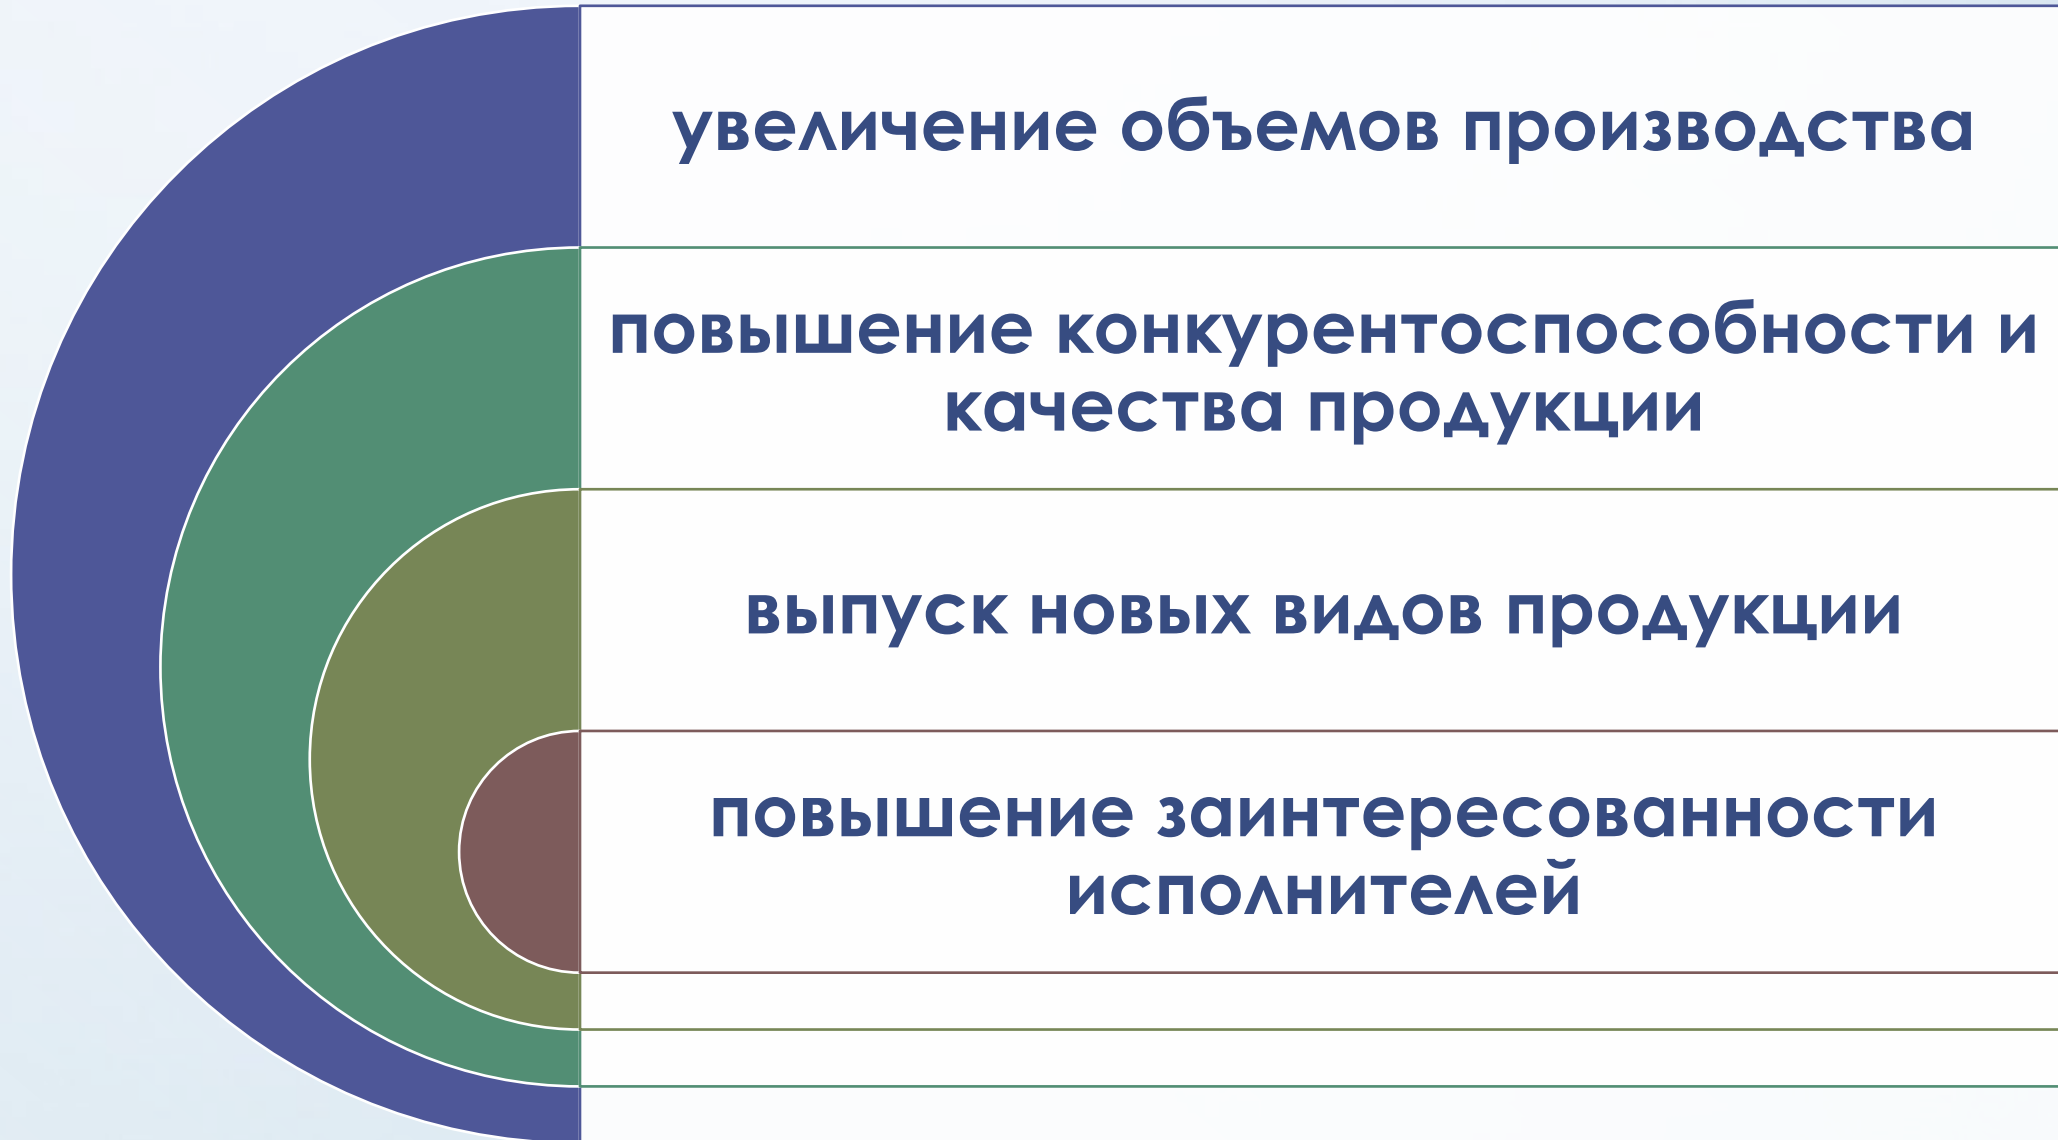 увеличение объемов производства
повышение конкурентоспособности и
качества продукции
выпуск новых видов продукции
повышение заинтересованности
исполнителей